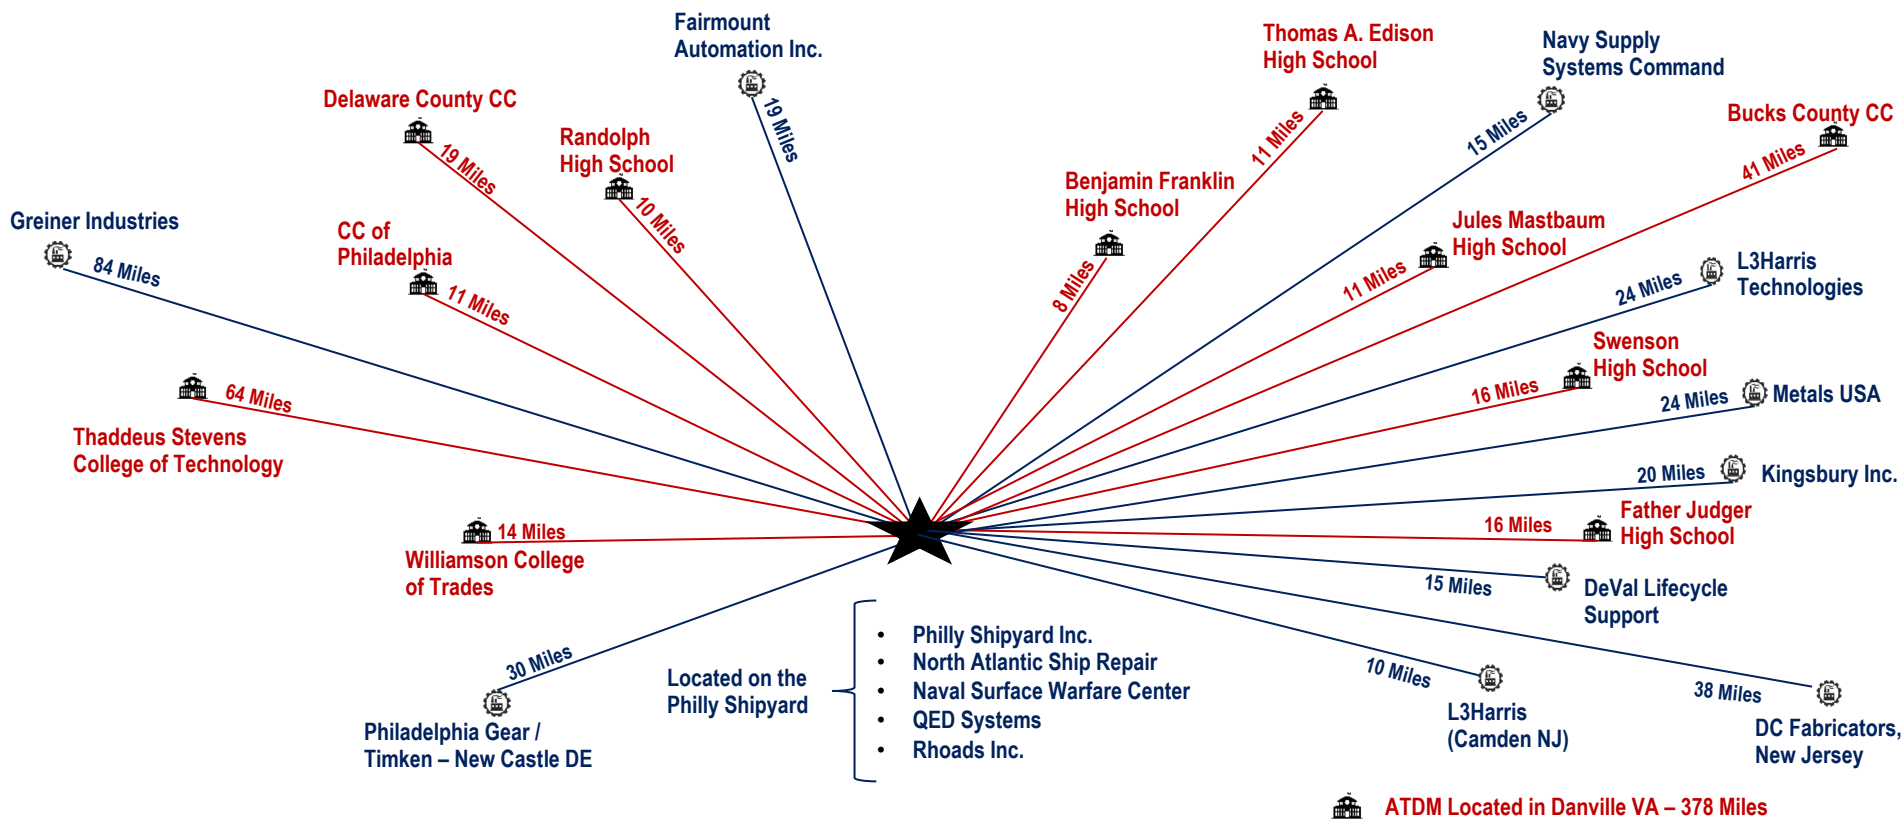 Fairmount
Automation Inc.
19 Miles
Thomas A. Edison
High School
11 Miles
Navy Supply
Systems Command
15 Miles
Delaware County CC
19 Miles
Randolph
High School
10 Miles
Bucks County CC
41 Miles
Benjamin Franklin
High School
8 Miles
Greiner Industries
84 Miles
CC of
Philadelphia
11 Miles
Jules Mastbaum
High School
11 Miles
L3Harris
Technologies
24 Miles
Swenson
High School
16 Miles
64 Miles
Thaddeus Stevens
College of Technology
24 Miles
Metals USA
20 Miles
Kingsbury Inc.
14 Miles
Williamson College
of Trades
16 Miles
Father Judger
High School
15 Miles
DeVal Lifecycle
Support
30 Miles
Philadelphia Gear /
Timken – New Castle DE
Located on the
Philly Shipyard
• Philly Shipyard Inc.
• North Atlantic Ship Repair
• Naval Surface Warfare Center
• QED Systems
• Rhoads Inc.
10 Miles
L3Harris
(Camden NJ)
38 Miles
DC Fabricators,
New Jersey
ATDM Located in Danville VA – 378 Miles